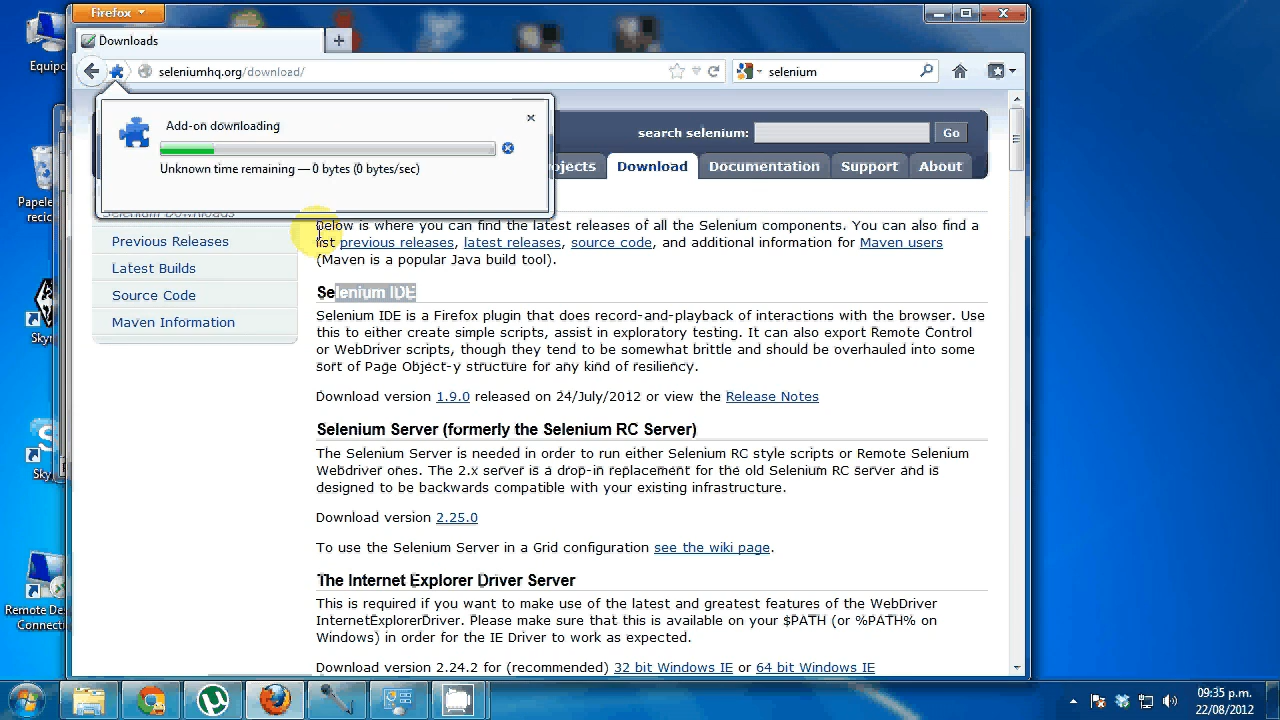 Firefox
Downloads
seleniumhq.org/download/
selenium
Equipo
Add-on downloading
Unknown time remaining — 0 bytes (0 bytes/sec)
search selenium:
Go
ojects
Download
Documentation
Support
About
Papele
recic
Selenium Downloads
Previous Releases
Latest Builds
Source Code
Maven Information
Below is where you can find the latest releases of all the Selenium components. You can also find a
list previous releases, latest releases, source code, and additional information for Maven users
(Maven is a popular Java build tool).
Selenium IDE
Selenium IDE is a Firefox plugin that does record-and-playback of interactions with the browser. Use
this to either create simple scripts, assist in exploratory testing. It can also export Remote Control
or WebDriver scripts, though they tend to be somewhat brittle and should be overhauled into some
sort of Page Object-y structure for any kind of resiliency.
Download version 1.9.0 released on 24/July/2012 or view the Release Notes
Selenium Server (formerly the Selenium RC Server)
The Selenium Server is needed in order to run either Selenium RC style scripts or Remote Selenium
Webdriver ones. The 2.x server is a drop-in replacement for the old Selenium RC server and is
designed to be backwards compatible with your existing infrastructure.
Download version 2.25.0
To use the Selenium Server in a Grid configuration see the wiki page.
The Internet Explorer Driver Server
This is required if you want to make use of the latest and greatest features of the WebDriver
InternetExplorerDriver. Please make sure that this is available on your $PATH (or %PATH% on
Windows) in order for the IE Driver to work as expected.
Download version 2.24.2 for (recommended) 32 bit Windows IE or 64 bit Windows IE
Sky
Sky
Remote De
Connecti
09:35 p.m.
22/08/2012